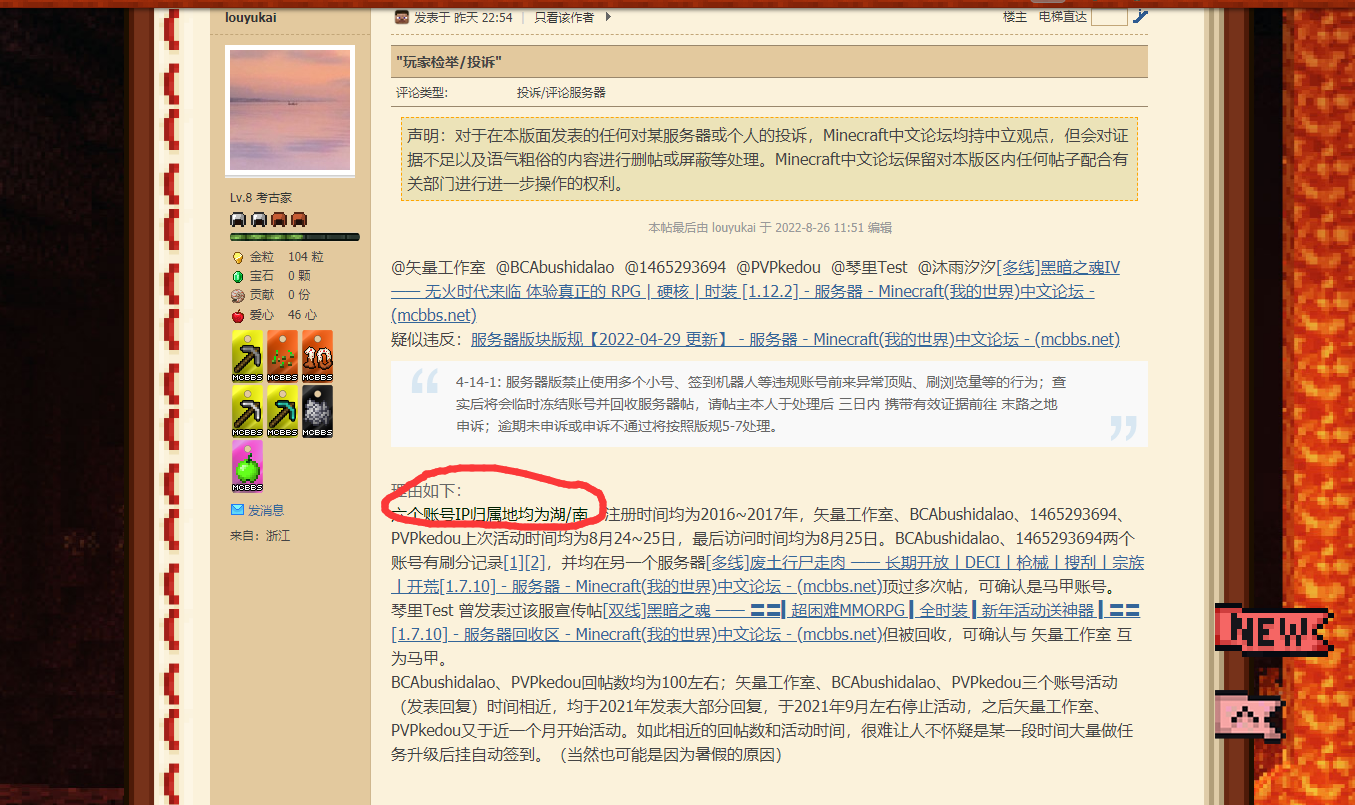 louyukai
发表于 昨天 22:54 | 只看该作者
楼主 电梯直达
"玩家检举/投诉"
评论类型: 投诉/评论服务器
声明：对于在本版面发表的任何对某服务器或个人的投诉，Minecraft中文论坛均持中立观点，但会对证
据不足以及语气粗俗的内容进行删帖或屏蔽等处理。Minecraft中文论坛保留对本版区内任何帖子配合有
关部门进行进一步操作的权利。
Lv.8 考古家
金粒 104 粒
宝石 0 颗
贡献 0 份
爱心 46 心
MCBBS MCBBS 10 MCBBS
MCBBS MCBBS MCBBS
MCBBS
发消息
来自：浙江
本帖最后由 louyukai 于 2022-8-26 11:51 编辑
@矢量工作室 @BCAbushidalao @1465293694 @PVPkedou @琴里Test @沐雨汐汐[多线]黑暗之魂IV
—— 无火时代来临 体验真正的 RPG | 硬核 | 时装 [1.12.2] - 服务器 - Minecraft(我的世界)中文论坛 -
(mcbbs.net)
疑似违反：服务器版块版规【2022-04-29 更新】 - 服务器 - Minecraft(我的世界)中文论坛 - (mcbbs.net)
4-14-1: 服务器版禁止使用多个小号、签到机器人等违规账号前来异常顶贴、刷浏览量等的行为；查
实后将会临时冻结账号并回收服务器帖，请帖主本人于处理后 三日内 携带有效证据前往 末路之地
申诉；逾期未申诉或申诉不通过将按照版规5-7处理。
理由如下：
六个账号IP归属地均为湖/南 注册时间均为2016~2017年，矢量工作室、BCAbushidalao、1465293694、
PVPkedou上次活动时间均为8月24~25日，最后访问时间均为8月25日。BCAbushidalao、1465293694两个
账号有刷分记录[1][2]，并均在另一个服务器[多线]废土行尸走肉 —— 长期开放丨DECI丨枪械丨搜刮丨宗族
丨开荒[1.7.10] - 服务器 - Minecraft(我的世界)中文论坛 - (mcbbs.net)顶过多次帖，可确认是马甲账号。
琴里Test 曾发表过该服宣传帖[双线]黑暗之魂 —— 〓〓┃超困难MMORPG┃全时装┃新年活动送神器┃〓〓
[1.7.10] - 服务器回收区 - Minecraft(我的世界)中文论坛 - (mcbbs.net)但被回收，可确认与 矢量工作室 互
为马甲。
BCAbushidalao、PVPkedou回帖数均为100左右；矢量工作室、BCAbushidalao、PVPkedou三个账号活动
（发表回复）时间相近，均于2021年发表大部分回复，于2021年9月左右停止活动，之后矢量工作室、
PVPkedou又于近一个月开始活动。如此相近的回帖数和活动时间，很难让人不怀疑是某一段时间大量做任
务升级后挂自动签到。（当然也可能是因为暑假的原因）
NEW